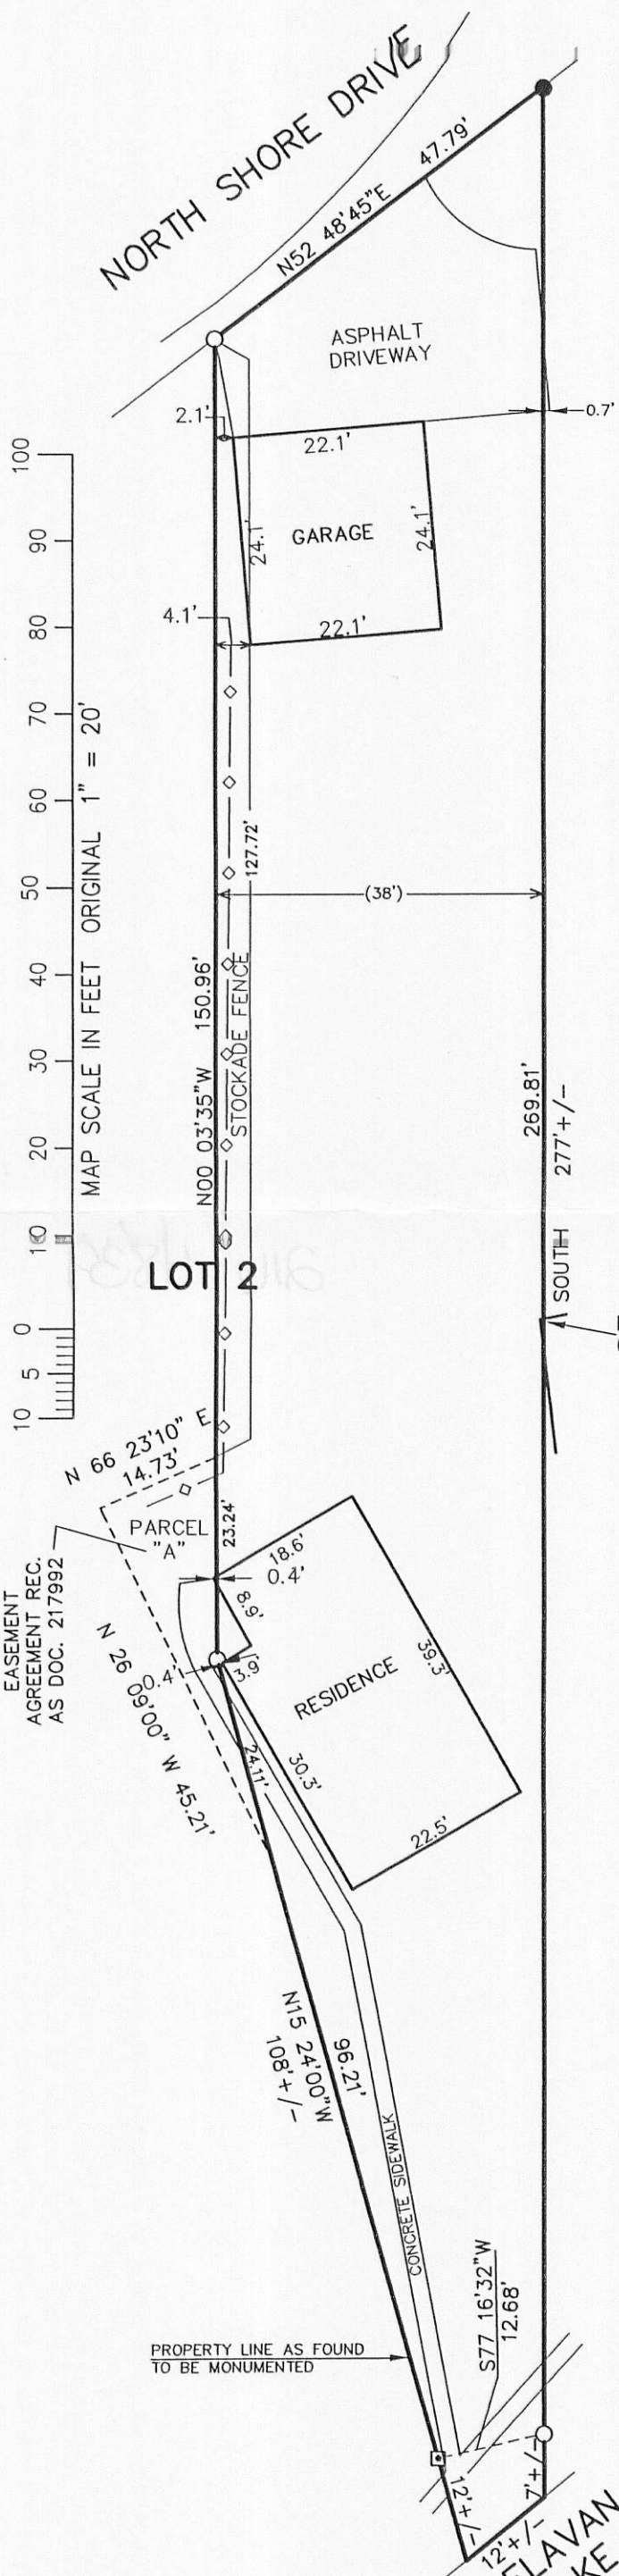 NORTH SHORE DRIVE
N52 48'45"E 47.79'
ASPHALT
DRIVEWAY
0.7'
2.1'
22.1'
24.1'
GARAGE
24.1'
22.1'
4.1'
100
90
80
70
60
50
40
30
20
10
0
5
10
MAP SCALE IN FEET ORIGINAL 1" = 20'
127.72'
(38')
N00 03'35"W 150.96'
STOCKADE FENCE
269.81'
SOUTH 277'+/-
LOT 2
N 66 23'10" E
14.73'
PARCEL
"A"
23.24'
EASEMENT
AGREEMENT REC.
AS DOC. 217992
18.6'
0.4'
8.9'
0.4'
3.9'
RESIDENCE
39.3'
30.3'
22.5'
24.11'
N 26 09'00" W 45.21'
N15 24'00"W
108'+/-
96.21'
CONCRETE SIDEWALK
S77 16'32"W
12.68'
PROPERTY LINE AS FOUND
TO BE MONUMENTED
12'+/-
7'+/-
12'+/-